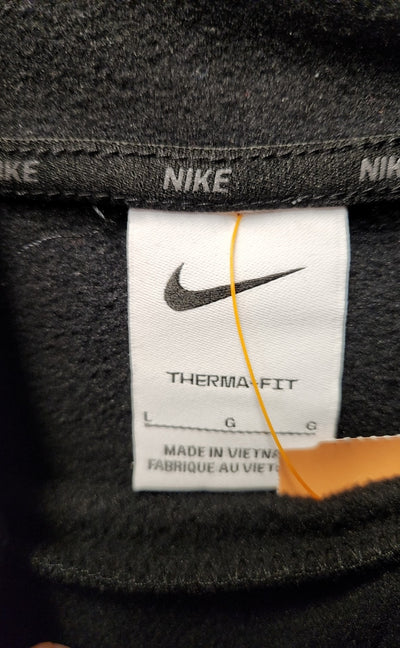 NIKE NIKE NIKE
THERMA-FIT
L G G
MADE IN VIETNA
FABRIQUE AU VIET